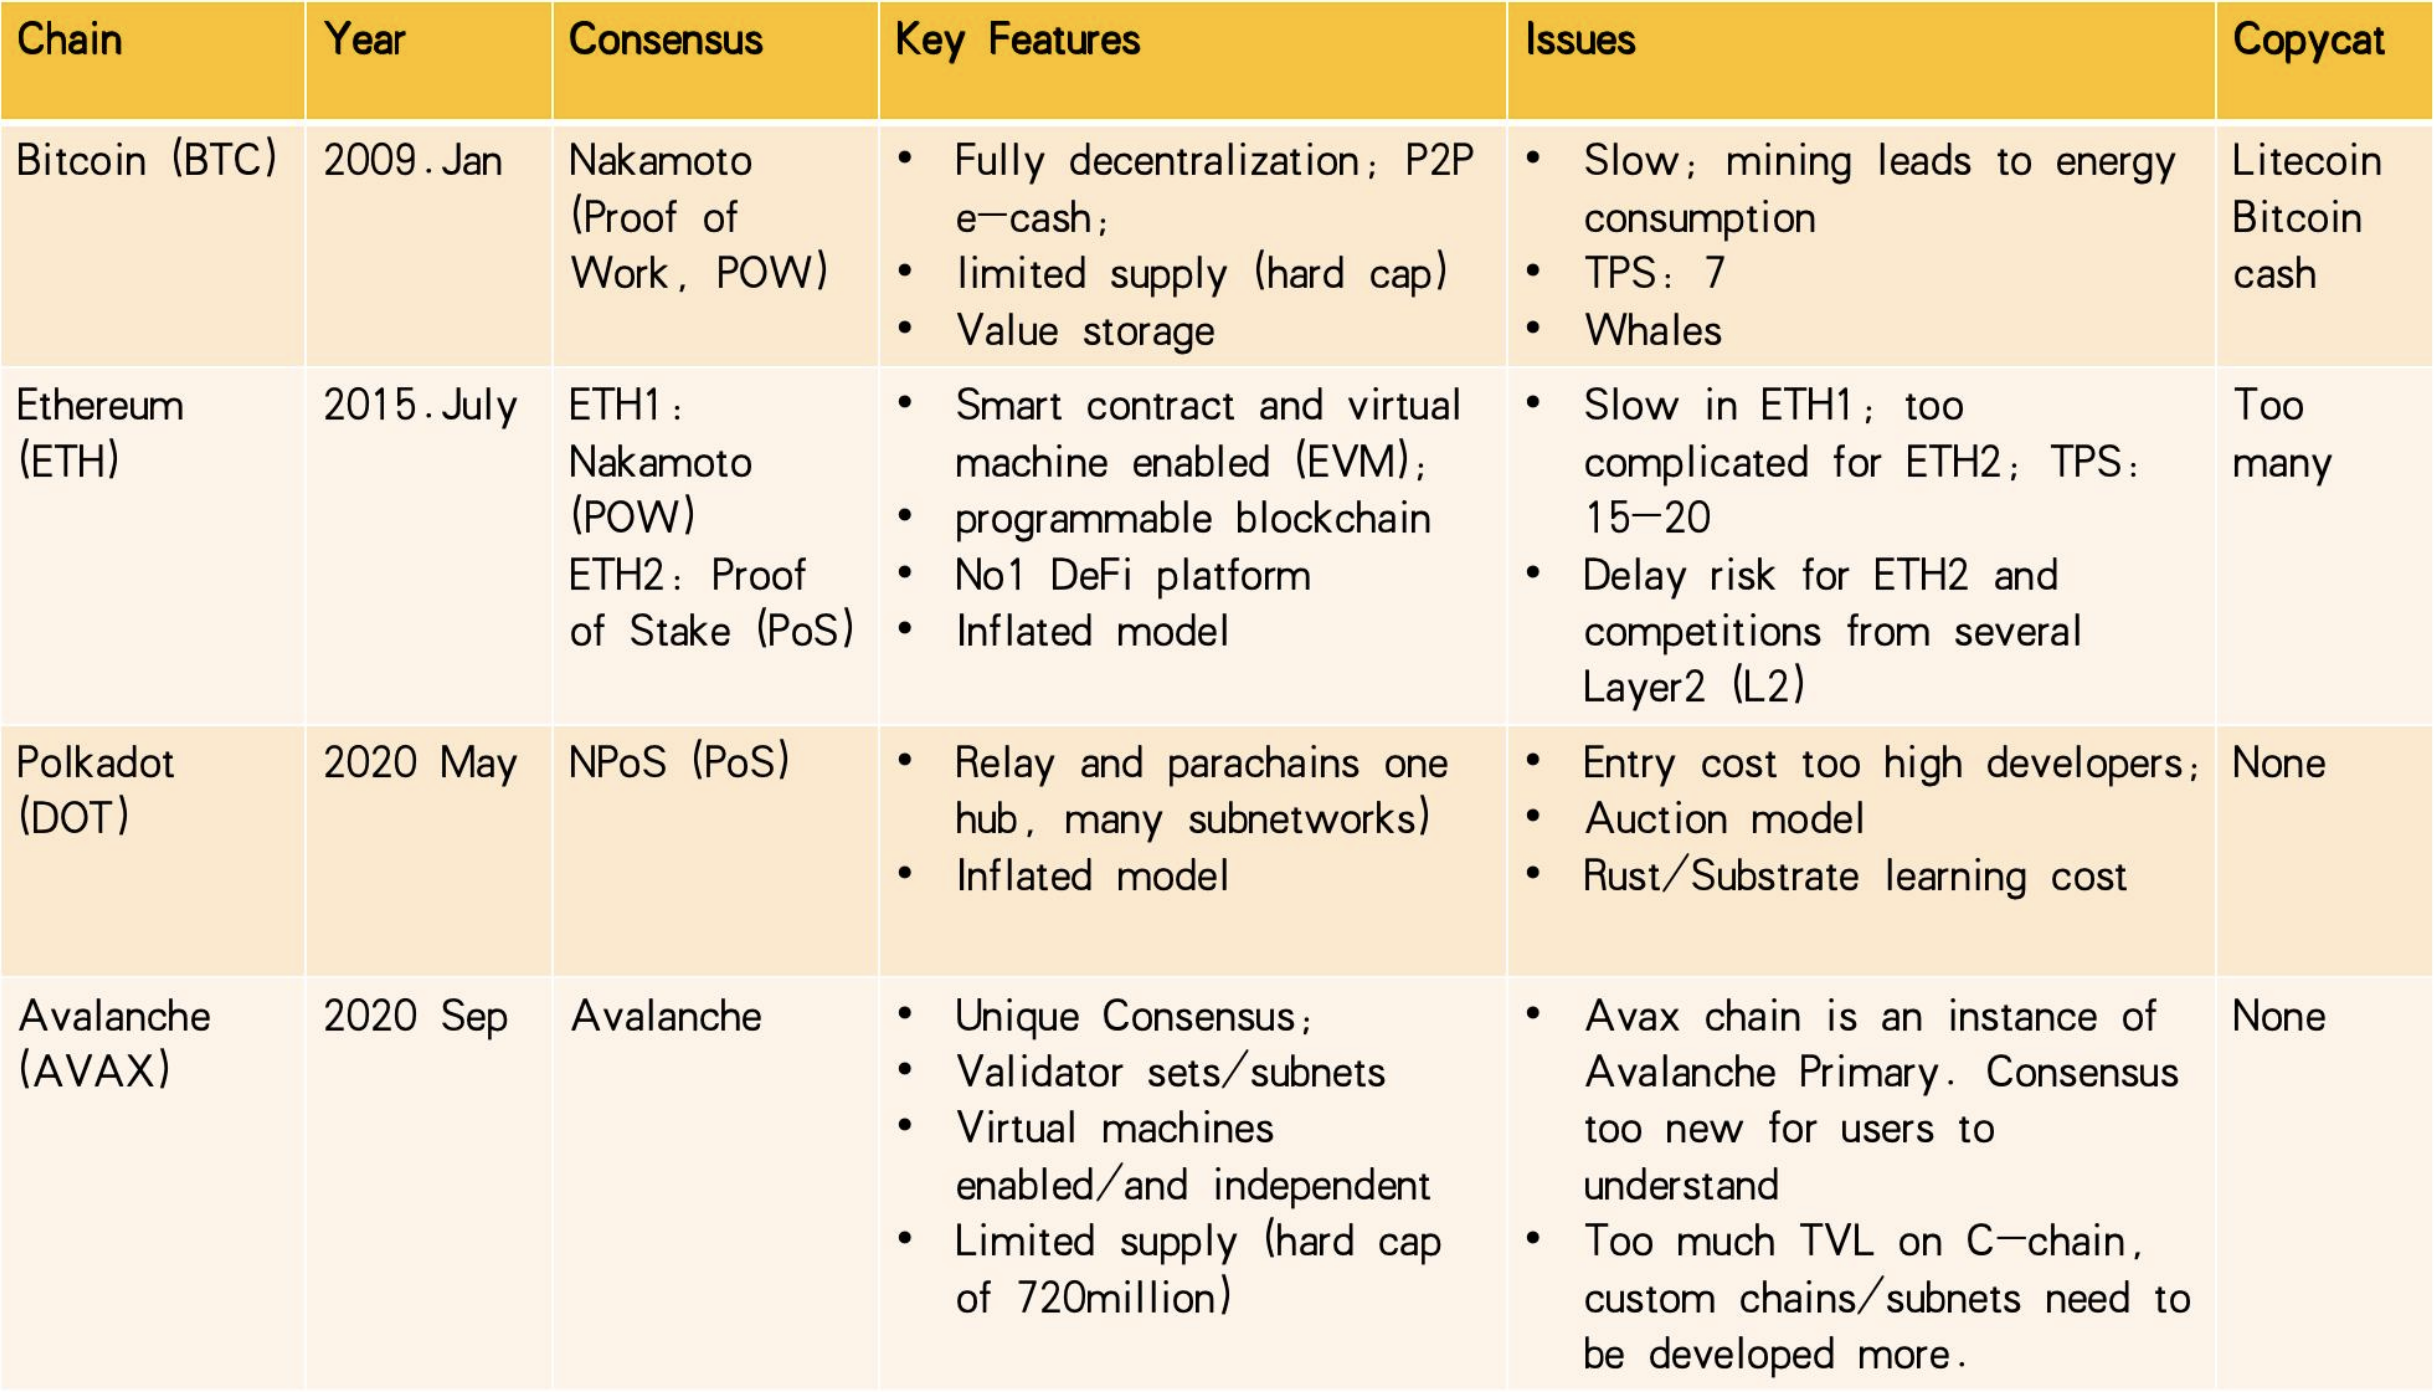 Chain
Year
Consensus
Key Features
Issues
Copycat
Bitcoin (BTC)
2009.Jan
Nakamoto
(Proof of
Work, POW)
• Fully decentralization; P2P
e-cash;
• limited supply (hard cap)
• Value storage
• Slow; mining leads to energy
consumption
• TPS: 7
• Whales
Litecoin
Bitcoin
cash
Ethereum
(ETH)
2015.July
ETH1:
Nakamoto
(POW)
ETH2: Proof
of Stake (PoS)
• Smart contract and virtual
machine enabled (EVM);
• programmable blockchain
• No1 DeFi platform
• Inflated model
• Slow in ETH1; too
complicated for ETH2; TPS:
15-20
• Delay risk for ETH2 and
competitions from several
Layer2 (L2)
Too
many
Polkadot
(DOT)
2020 May
NPoS (PoS)
• Relay and parachains one
hub, many subnetworks)
• Inflated model
• Entry cost too high developers;
• Auction model
• Rust/Substrate learning cost
None
Avalanche
(AVAX)
2020 Sep
Avalanche
• Unique Consensus;
• Validator sets/subnets
• Virtual machines
enabled/and independent
• Limited supply (hard cap
of 720million)
• Avax chain is an instance of
Avalanche Primary. Consensus
too new for users to
understand
• Too much TVL on C-chain,
custom chains/subnets need to
be developed more.
None